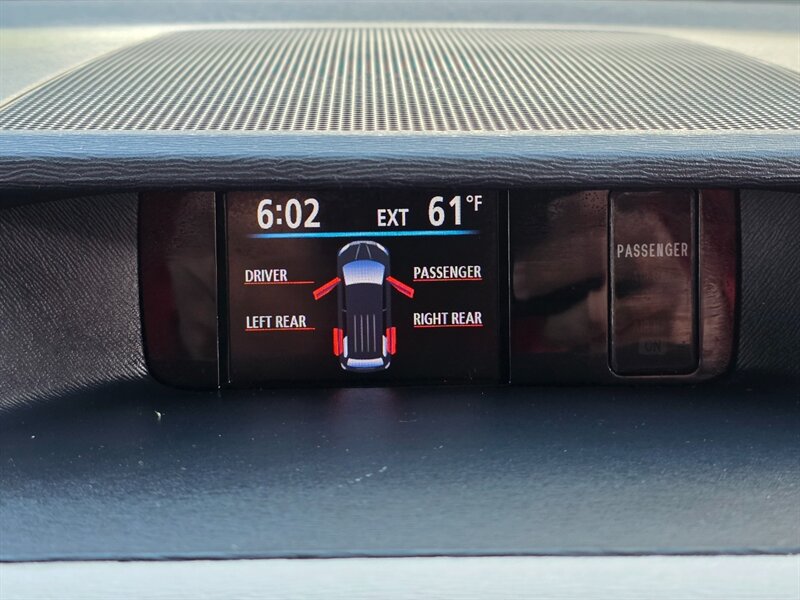 6:02 EXT 61°F
DRIVER PASSENGER
LEFT REAR RIGHT REAR
PASSENGER
ON